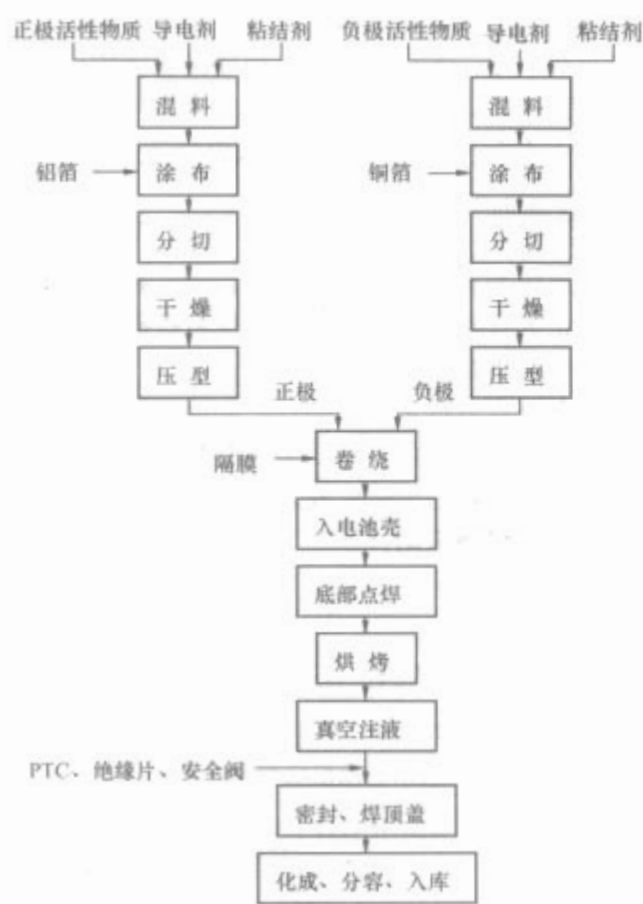 正极活性物质 导电剂 粘结剂
负极活性物质 导电剂 粘结剂
混料
混料
铝箔
涂布
铜箔
涂布
分切
分切
干燥
干燥
压型
压型
正极
负极
隔膜
卷绕
入电池壳
底部点焊
烘烤
真空注液
PTC、绝缘片、安全阀
密封、焊顶盖
化成、分容、入库